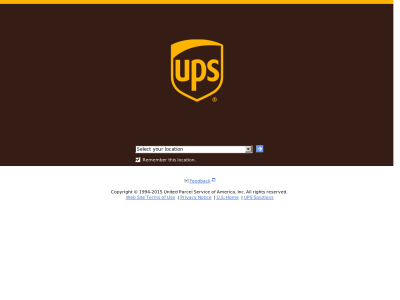 ups
®
Select your location
Remember this location.
Feedback
Copyright © 1994-2015 United Parcel Service of America, Inc. All rights reserved.
Web Site Terms of Use | Privacy Notice | U.S. Home | UPS Solutions